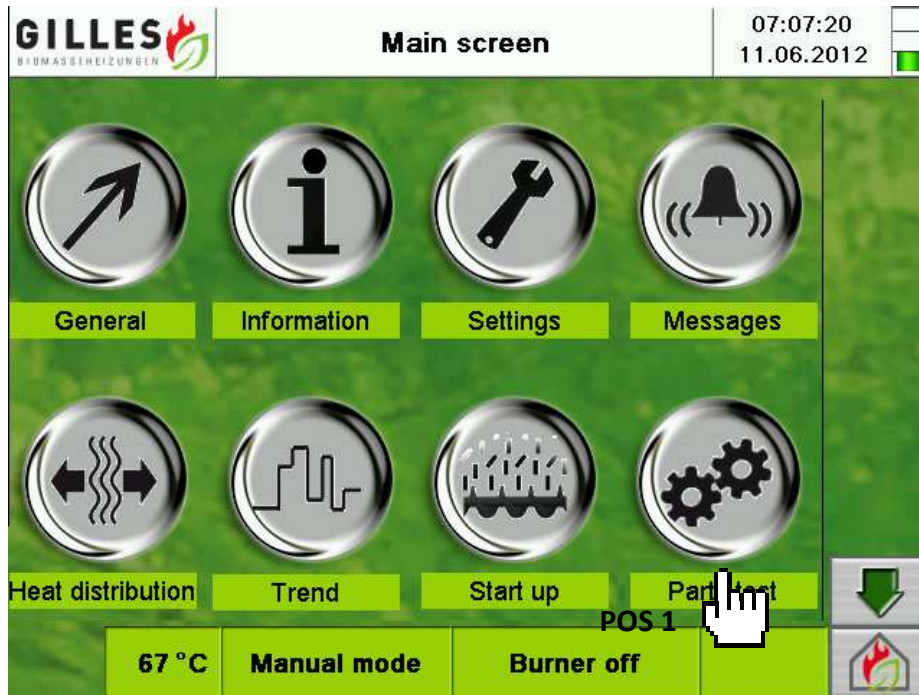 GILLES
BIOMASSEHEIZUNGEN
Main screen
07:07:20
11.06.2012
General
Information
Settings
Messages
Heat distribution
Trend
Start up
POS 1
67 °C
Manual mode
Burner off